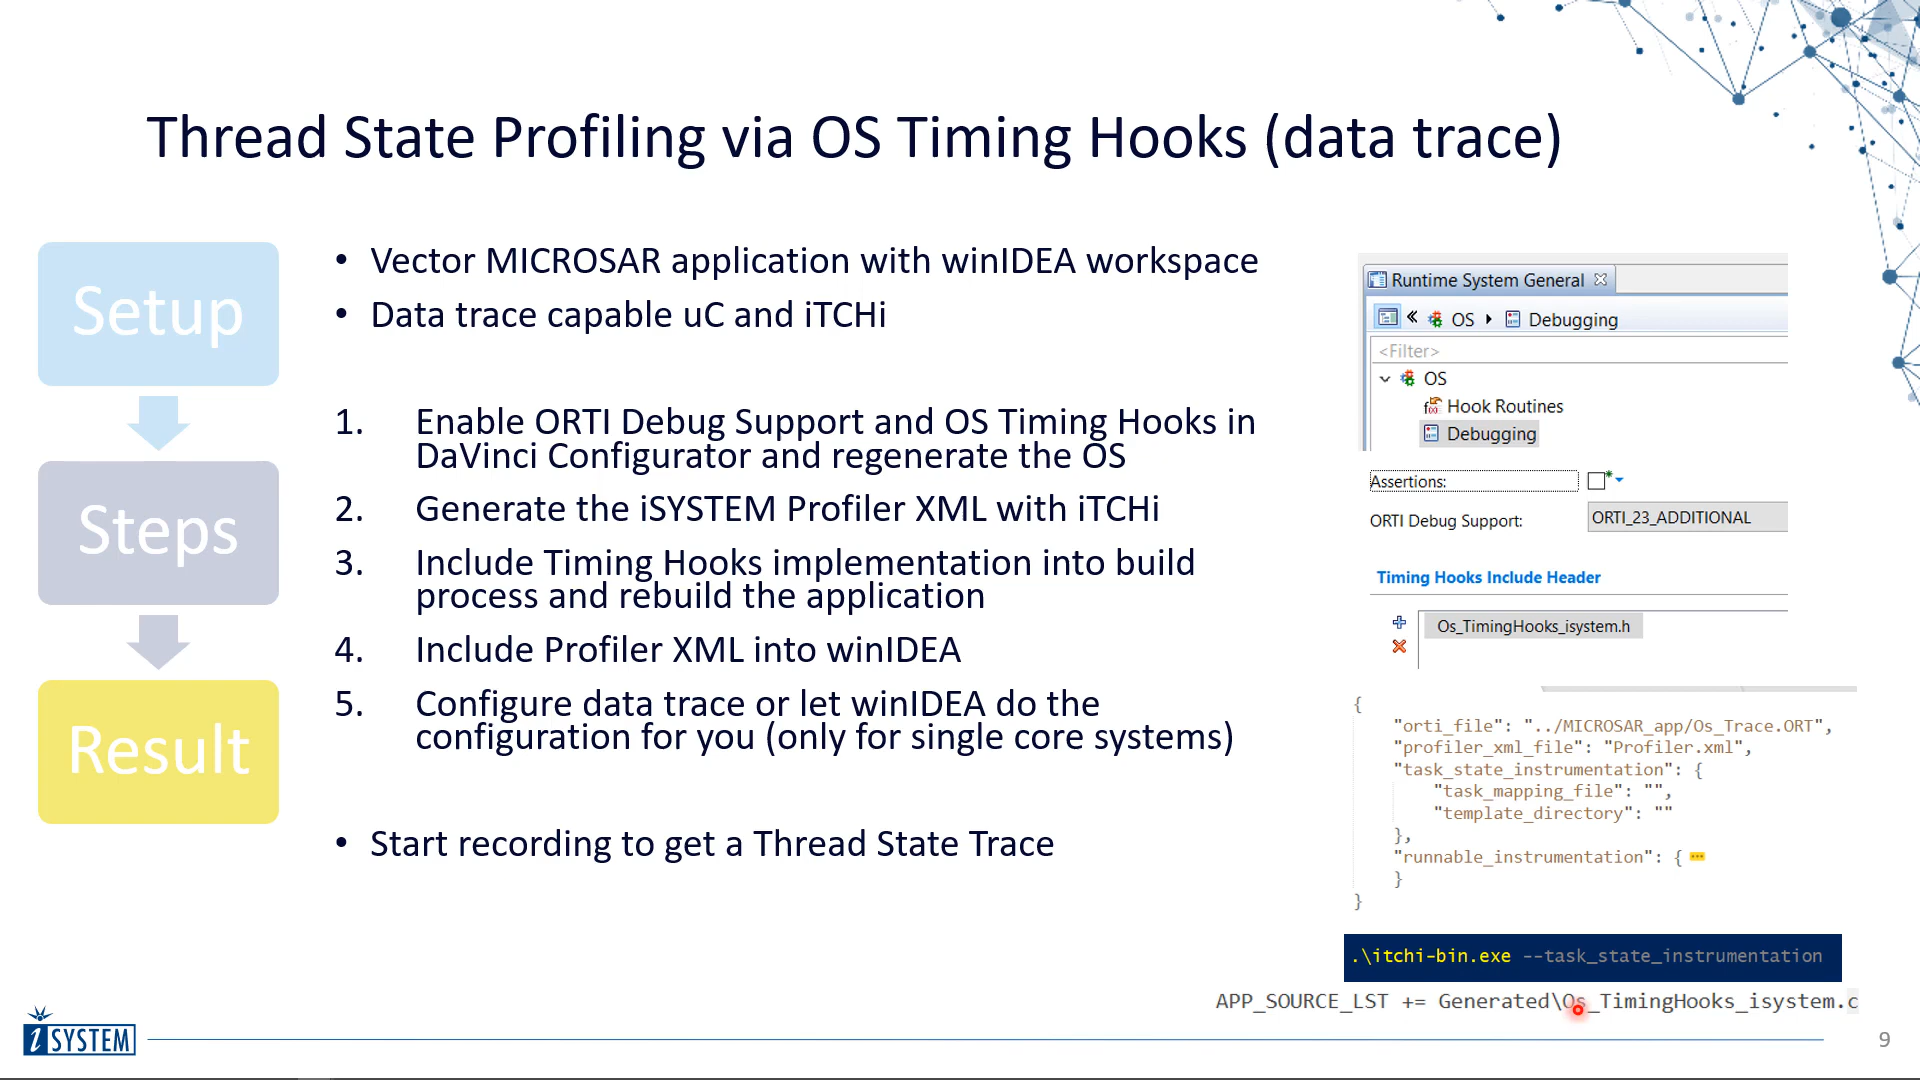 Thread State Profiling via OS Timing Hooks (data trace)
Setup
Steps
Result
• Vector MICROSAR application with winIDEA workspace
• Data trace capable uC and iTCHi
1. Enable ORTI Debug Support and OS Timing Hooks in
DaVinci Configurator and regenerate the OS
2. Generate the iSYSTEM Profiler XML with iTCHi
3. Include Timing Hooks implementation into build
process and rebuild the application
4. Include Profiler XML into winIDEA
5. Configure data trace or let winIDEA do the
configuration for you (only for single core systems)
• Start recording to get a Thread State Trace
Runtime System General
OS Debugging
<Filter>
OS
Hook Routines
Debugging
Assertions:
ORTI Debug Support: ORTI_23_ADDITIONAL
Timing Hooks Include Header
Os_TimingHooks_isystem.h
{
"orti_file": "../MICROSAR_app/Os_Trace.ORT",
"profiler_xml_file": "Profiler.xml",
"task_state_instrumentation": {
"task_mapping_file": "",
"template_directory": ""
},
"runnable_instrumentation": {
}
}
.\itchi-bin.exe --task_state_instrumentation
APP_SOURCE_LST += Generated\Os_TimingHooks_isystem.c
iSYSTEM
9